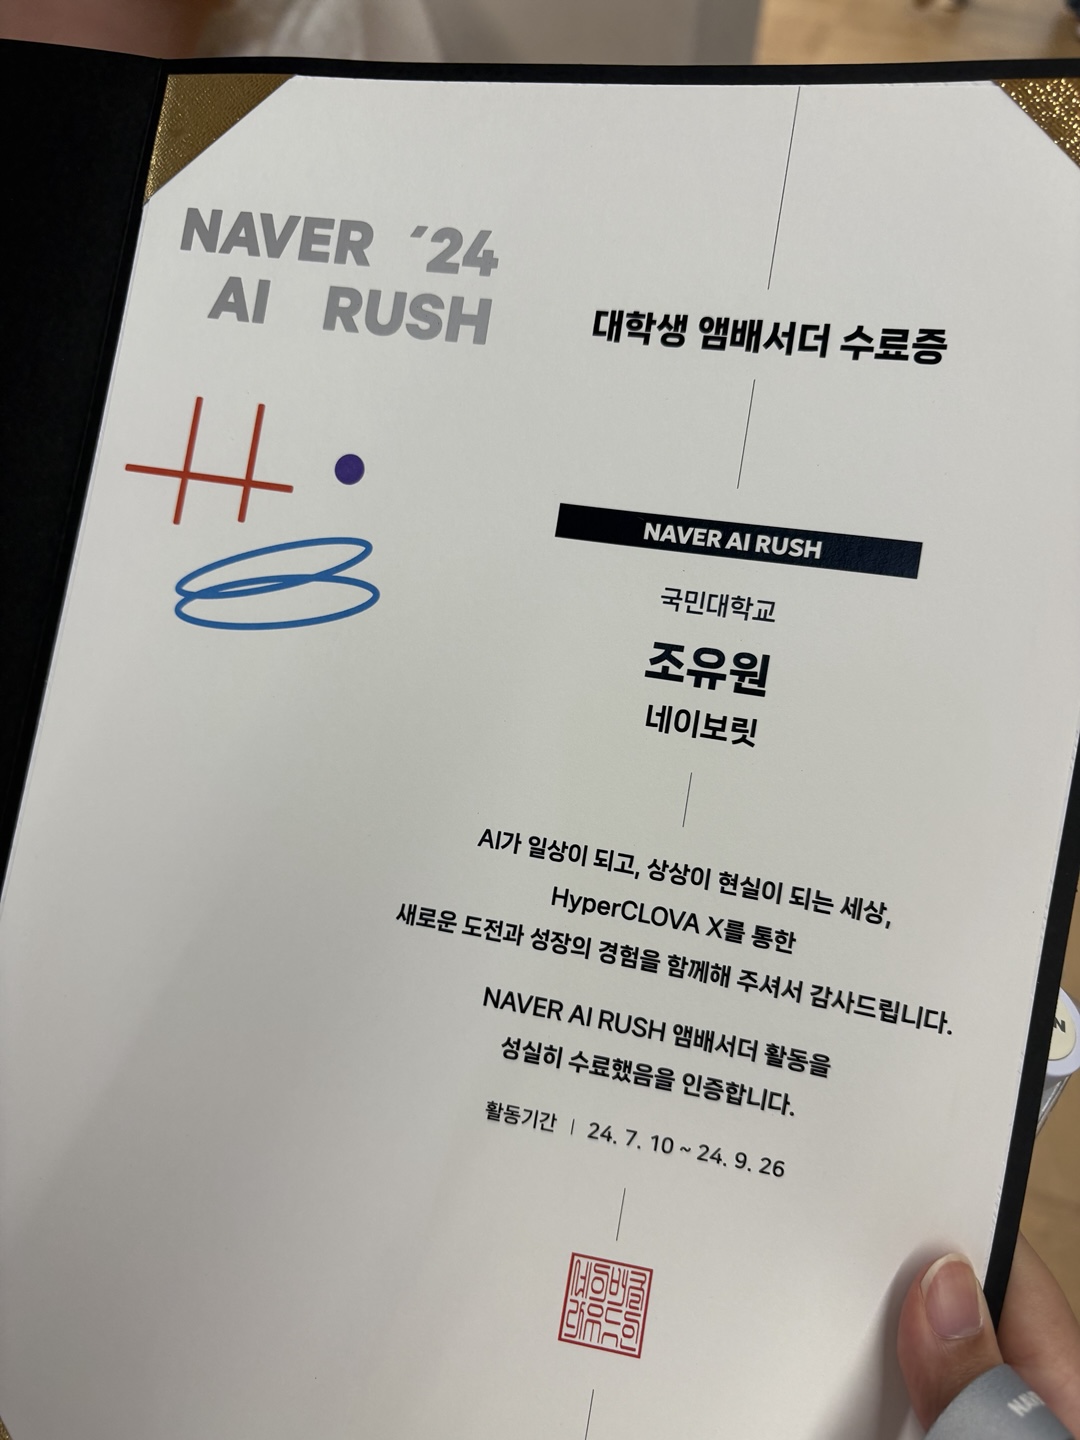 NAVER ´24
AI RUSH
대학생 앰배서더 수료증
NAVER AI RUSH
국민대학교
조유원
네이보릿
AI가 일상이 되고, 상상이 현실이 되는 세상,
HyperCLOVA X를 통한
새로운 도전과 성장의 경험을 함께해 주셔서 감사드립니다.
NAVER AI RUSH 앰배서더 활동을
성실히 수료했음을 인증합니다.
활동기간 | 24. 7. 10 ~ 24. 9. 26